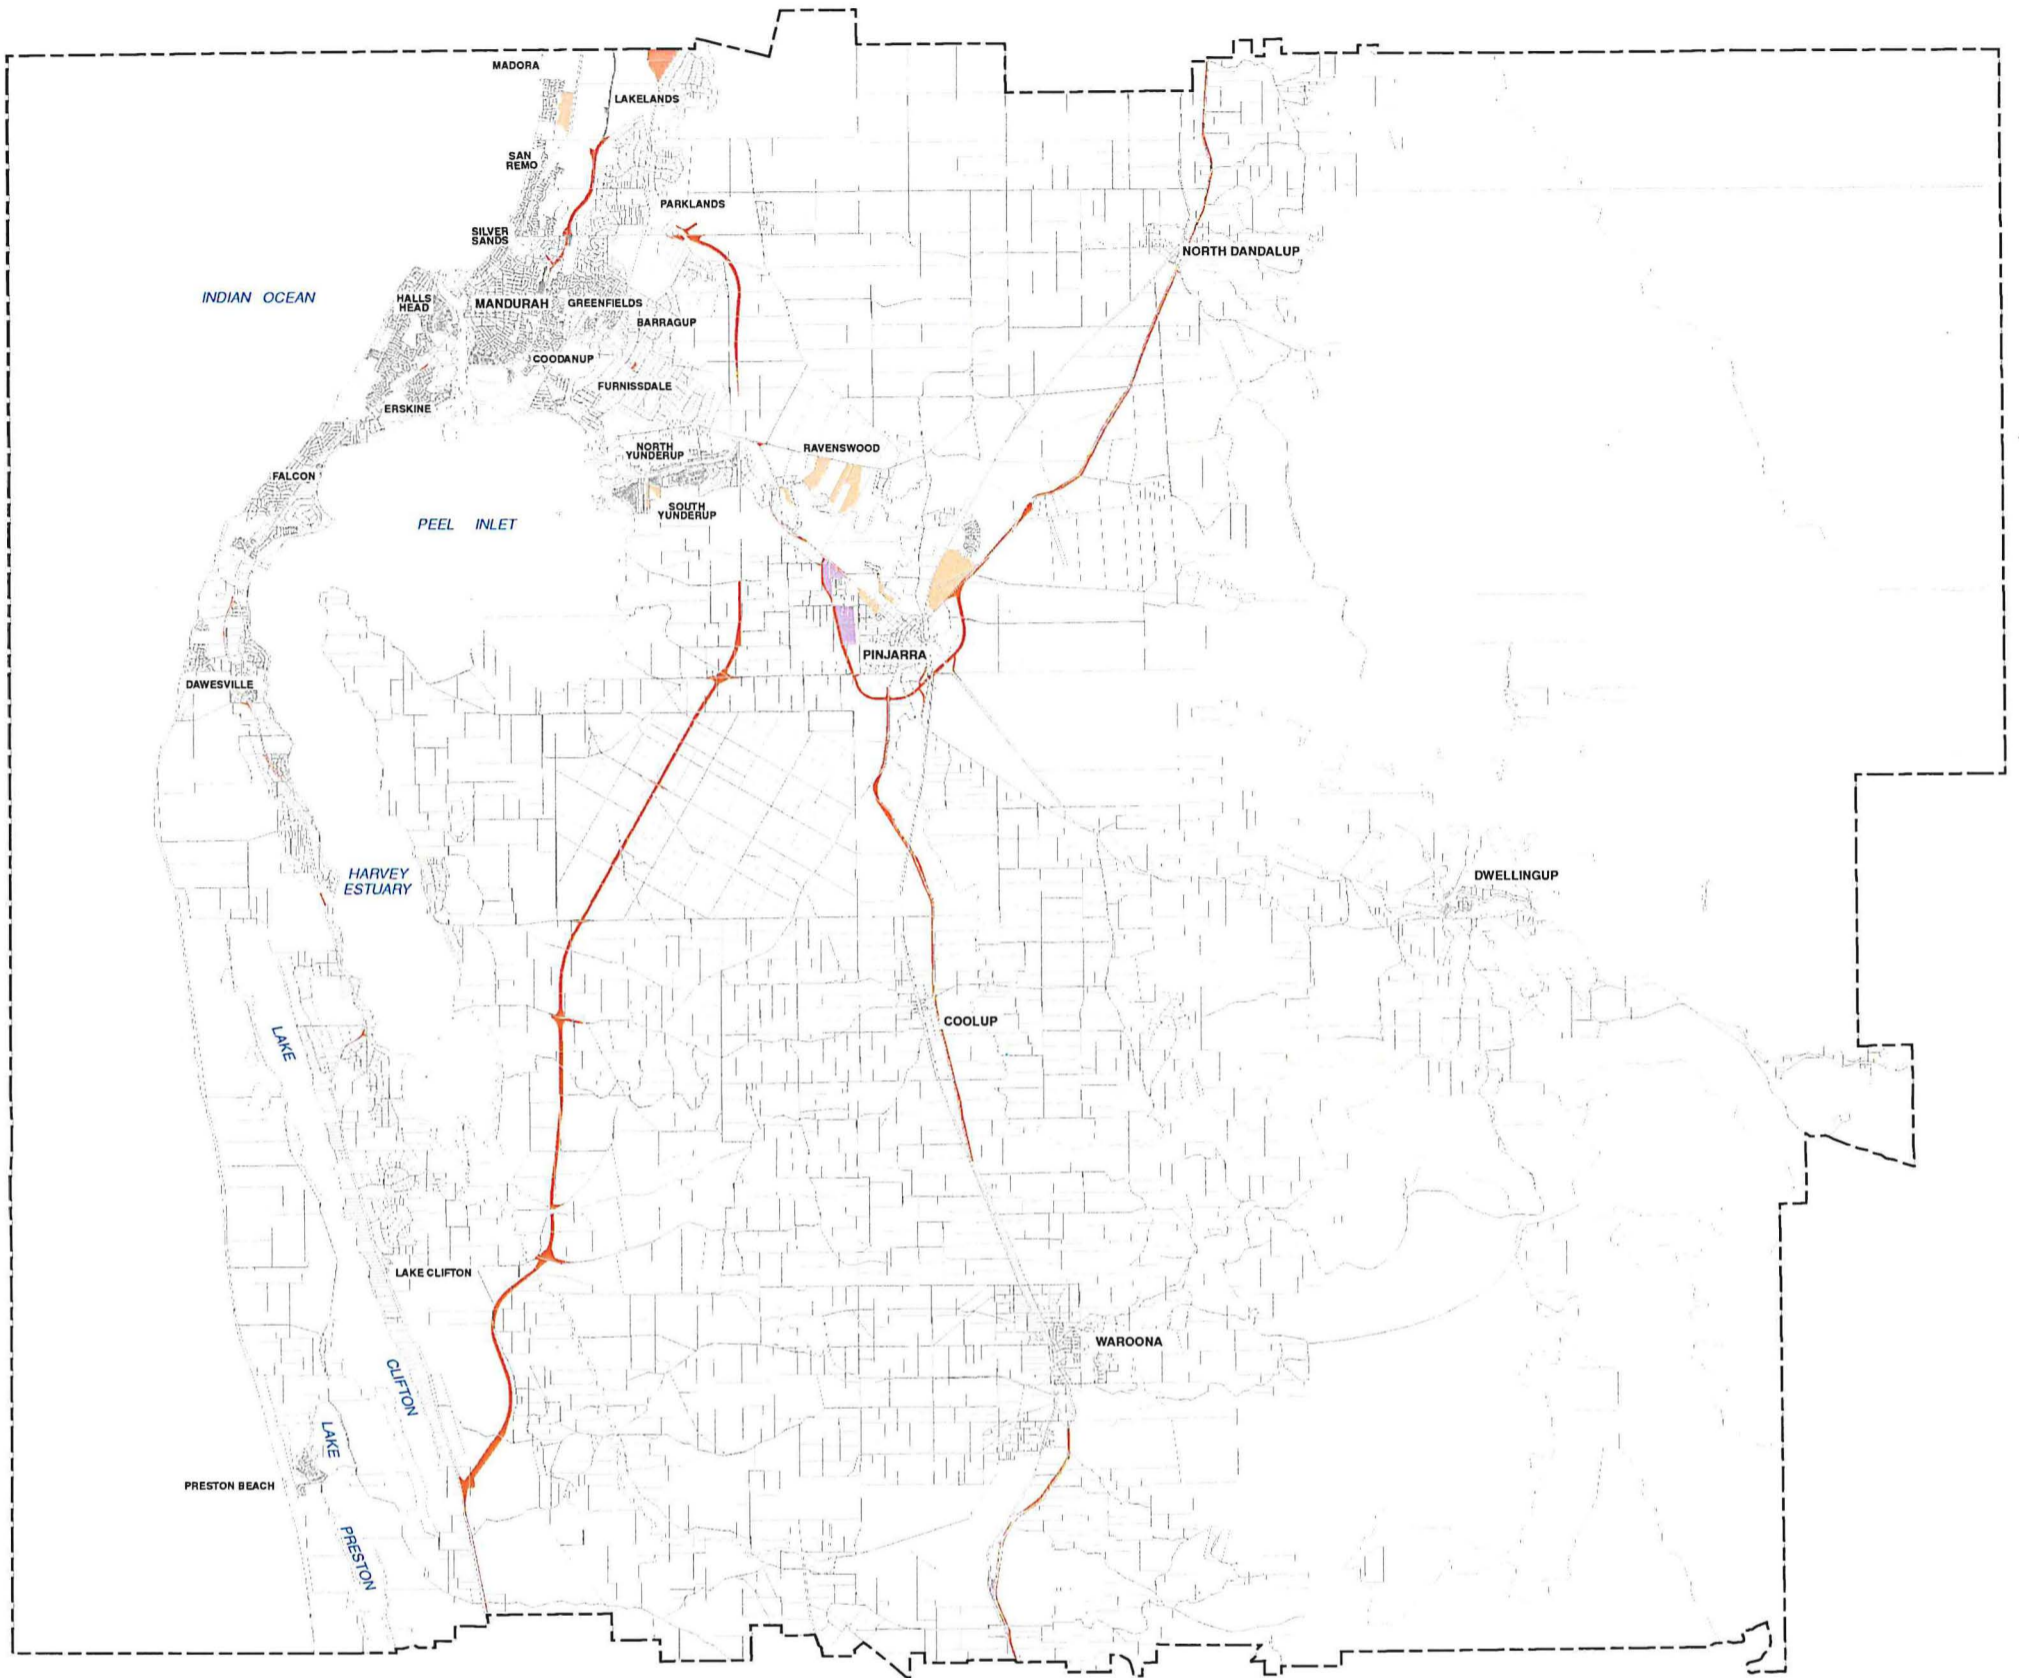 MADORA
LAKELANDS
SAN
REMO
PARKLANDS
SILVER
SANDS
NORTH DANDALUP
INDIAN OCEAN
HALLS
HEAD
MANDURAH
GREENFIELDS
BARRAGUP
COODANUP
FURNISSDALE
ERSKINE
NORTH
YUNDERUP
RAVENSWOOD
FALCON
SOUTH
YUNDERUP
PEEL INLET
PINJARRA
DAWESVILLE
HARVEY
ESTUARY
DWELLINGUP
LAKE
COOLUP
LAKE CLIFTON
WAROONA
CLIFTON
LAKE
PRESTON BEACH
PRESTON